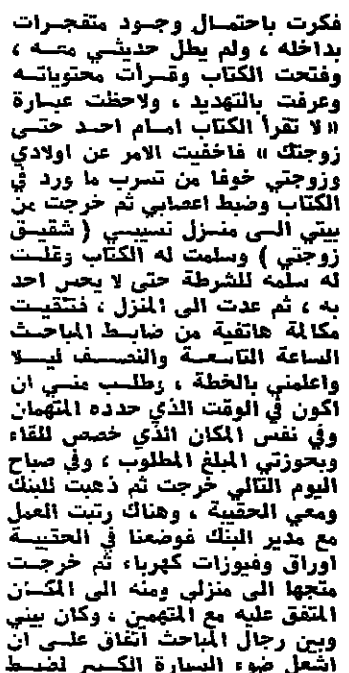 فكرت باحتمال وجود متفجرات
بداخله ، ولم يطل حديثي معه ،
وفتحت الكتاب وقرأت محتوياته
وعرفت بالتهديد ، ولاحظت عبارة
« لا تقرأ الكتاب امام احد حتى
زوجتك » فاخفيت الامر عن اولادي
وزوجتي خوفا من تسرب ما ورد في
الكتاب وضبط اعصابي ثم خرجت من
بيتي الى منزل نسيبي ( شقيق
زوجتي ) وسلمت له الكتاب وقلت
له سلمه للشرطة حتى لا يحس احد
به ، ثم عدت الى المنزل ، فتلقيت
مكالمة هاتفية من ضابط المباحث
الساعة التاسعة والنصف ليلا
واعلمني بالخطة ، وطلب مني ان
اكون في الوقت الذي حدده المتهمان
وفي نفس المكان الذي خصص للقاء
وبحوزتي المبلغ المطلوب ، وفي صباح
اليوم التالي خرجت ثم ذهبت للبنك
ومعي الحقيبة ، وهناك رتبت العمل
مع مدير البنك فوضعنا في الحقيبة
اوراق وفيوزات كهرباء ثم خرجت
متجها الى منزلي ومنه الى المكان
المتفق عليه مع المتهمين ، وكان بيني
وبين رجال المباحث اتفاق على ان
اشعل ضوء السيارة الكبير لضبط